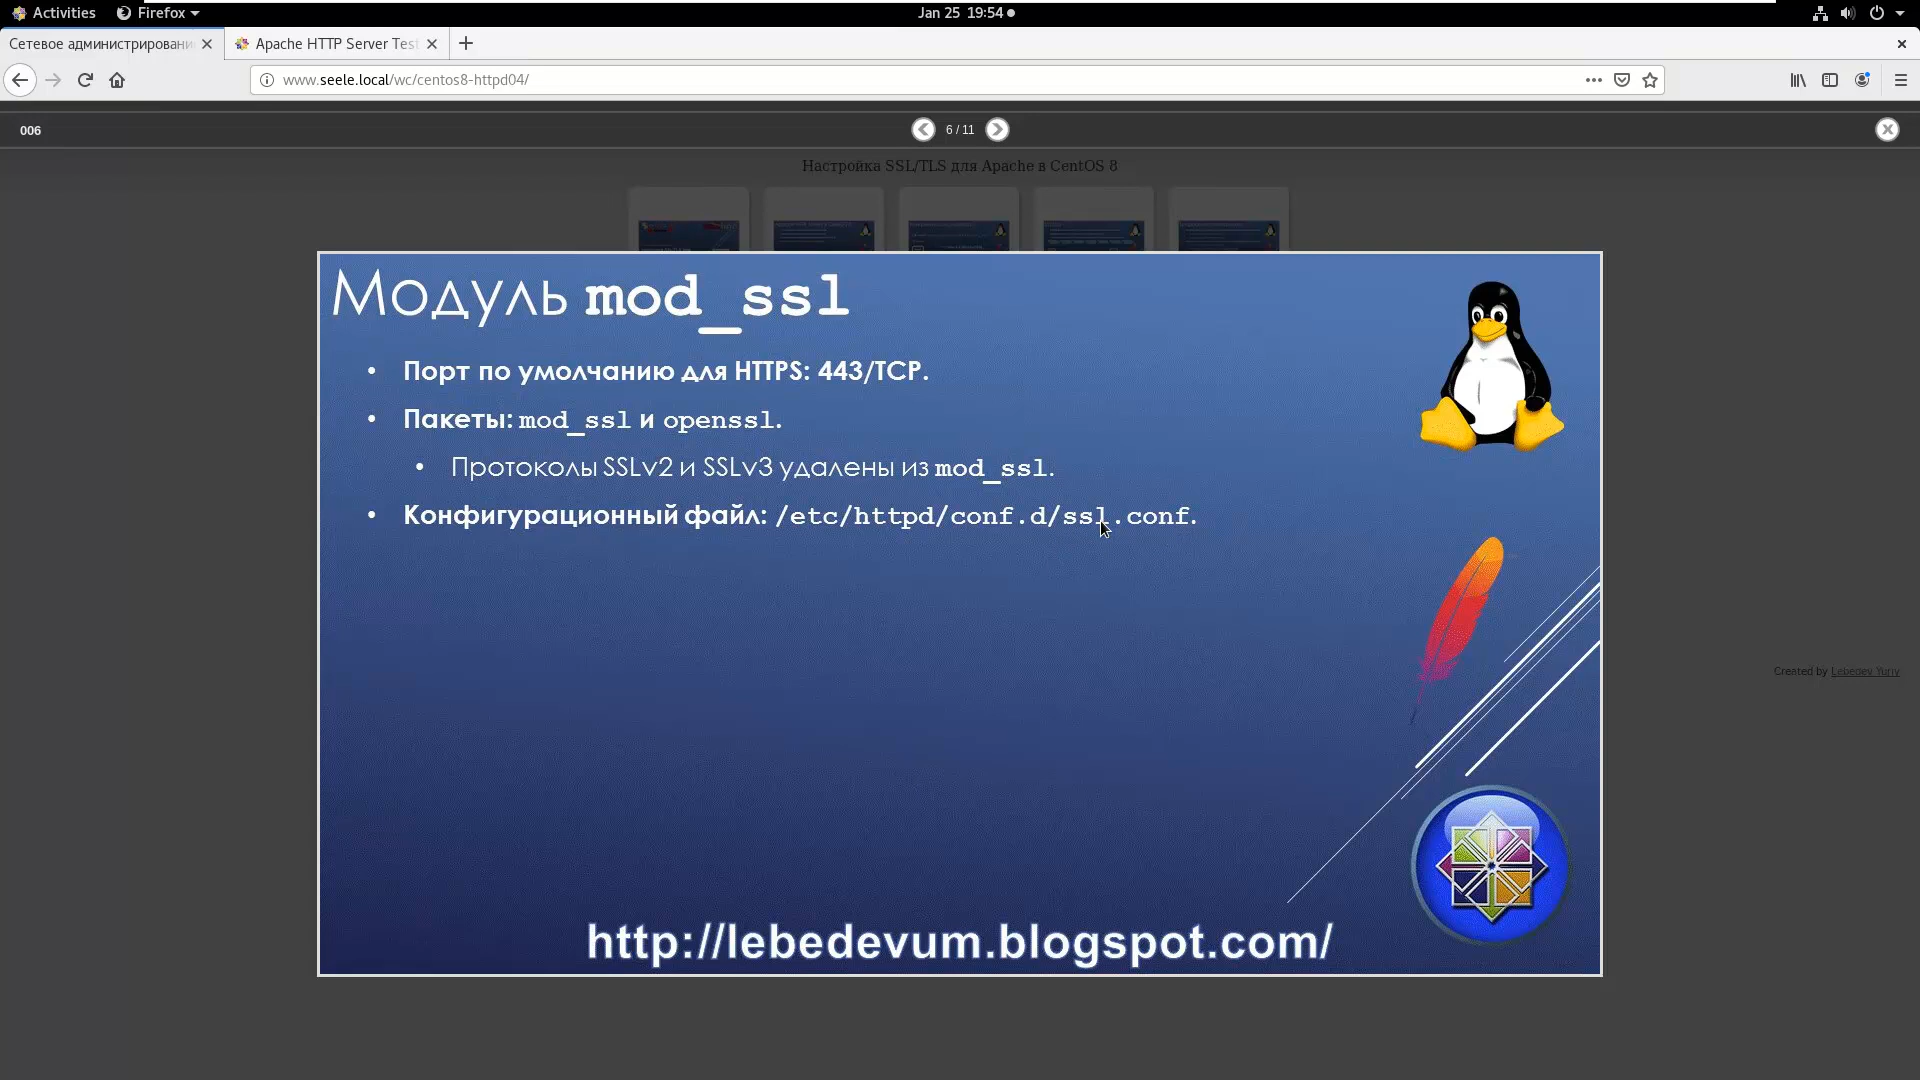 Activities Firefox Jan 25 19:54
Сетевое администрировани Apache HTTP Server Tes
www.seele.local/wc/centos8-httpd04/
006 6 / 11
Настройка SSL/TLS для Apache в CentOS 8
Модуль mod_ssl
• Порт по умолчанию для HTTPS: 443/TCP.
• Пакеты: mod_ssl и openssl.
• Протоколы SSLv2 и SSLv3 удалены из mod_ssl.
• Конфигурационный файл: /etc/httpd/conf.d/ssl.conf.
Created by Lebedev Yuriy
http://lebedevum.blogspot.com/